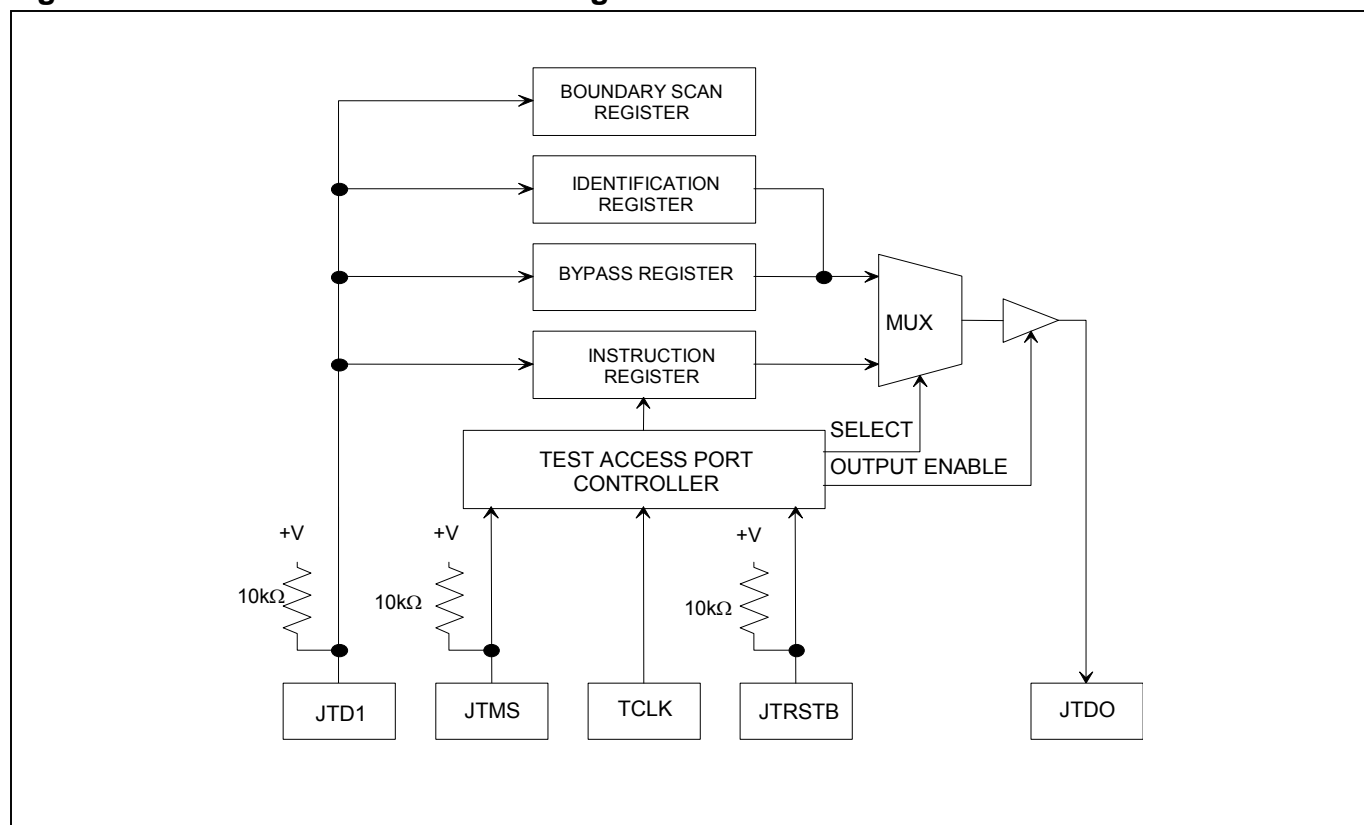 BOUNDARY SCAN
REGISTER
IDENTIFICATION
REGISTER
BYPASS REGISTER
INSTRUCTION
REGISTER
MUX
SELECT
OUTPUT ENABLE
TEST ACCESS PORT
CONTROLLER
+V
+V
+V
10kΩ
10kΩ
10kΩ
JTD1
JTMS
TCLK
JTRSTB
JTDO